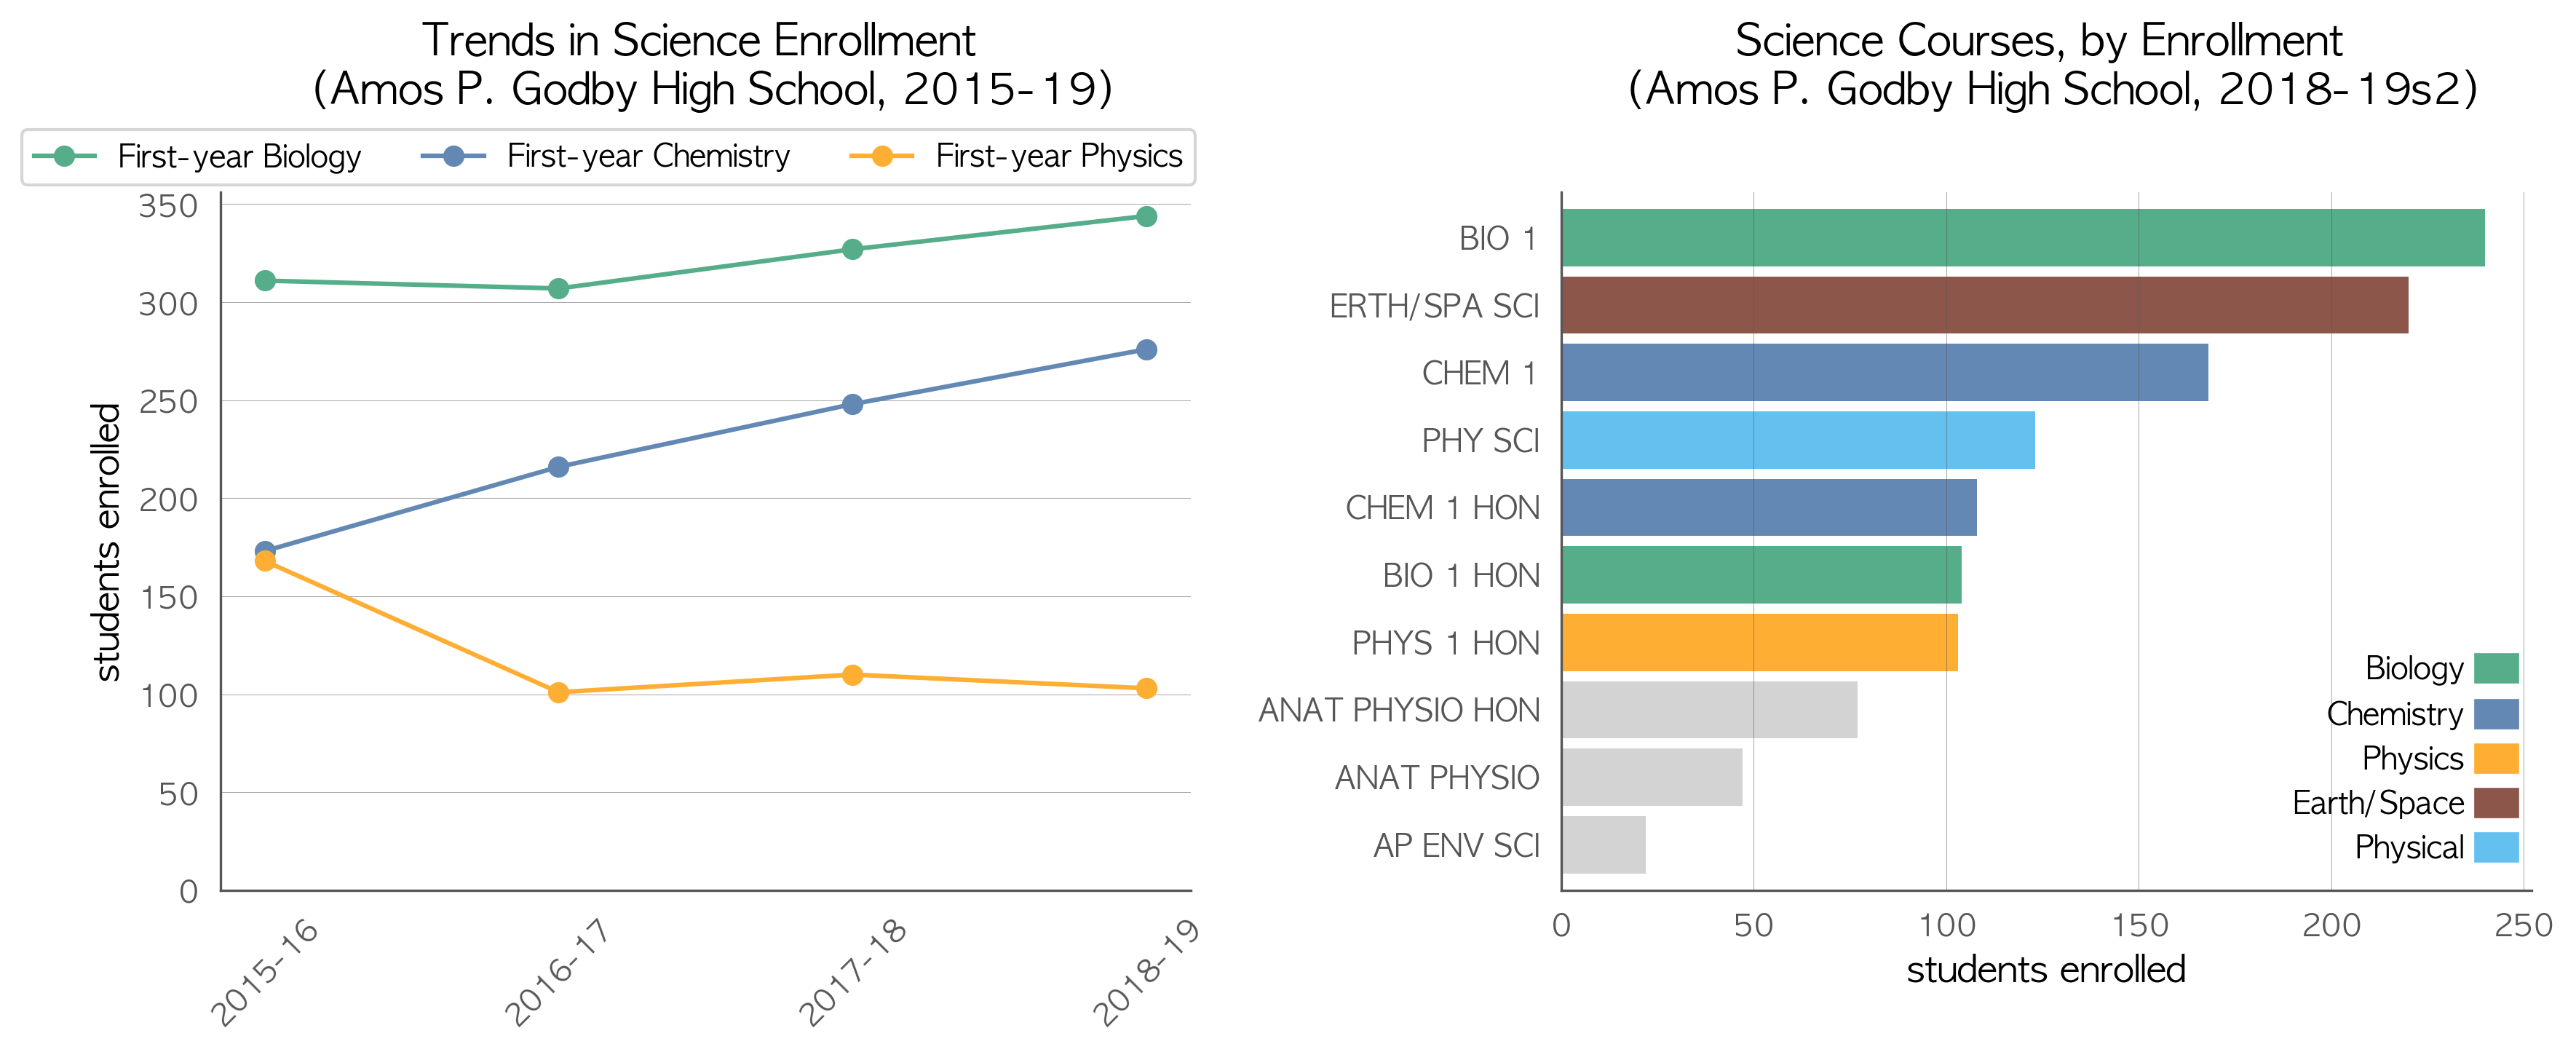 Trends in Science Enrollment
(Amos P. Godby High School, 2015-19)
First-year Biology
First-year Chemistry
First-year Physics
350
300
250
200
150
100
50
0
students enrolled
2015-16
2016-17
2017-18
2018-19
Science Courses, by Enrollment
(Amos P. Godby High School, 2018-19s2)
BIO 1
ERTH/SPA SCI
CHEM 1
PHY SCI
CHEM 1 HON
BIO 1 HON
PHYS 1 HON
ANAT PHYSIO HON
ANAT PHYSIO
AP ENV SCI
Biology
Chemistry
Physics
Earth/Space
Physical
0
50
100
150
200
250
students enrolled